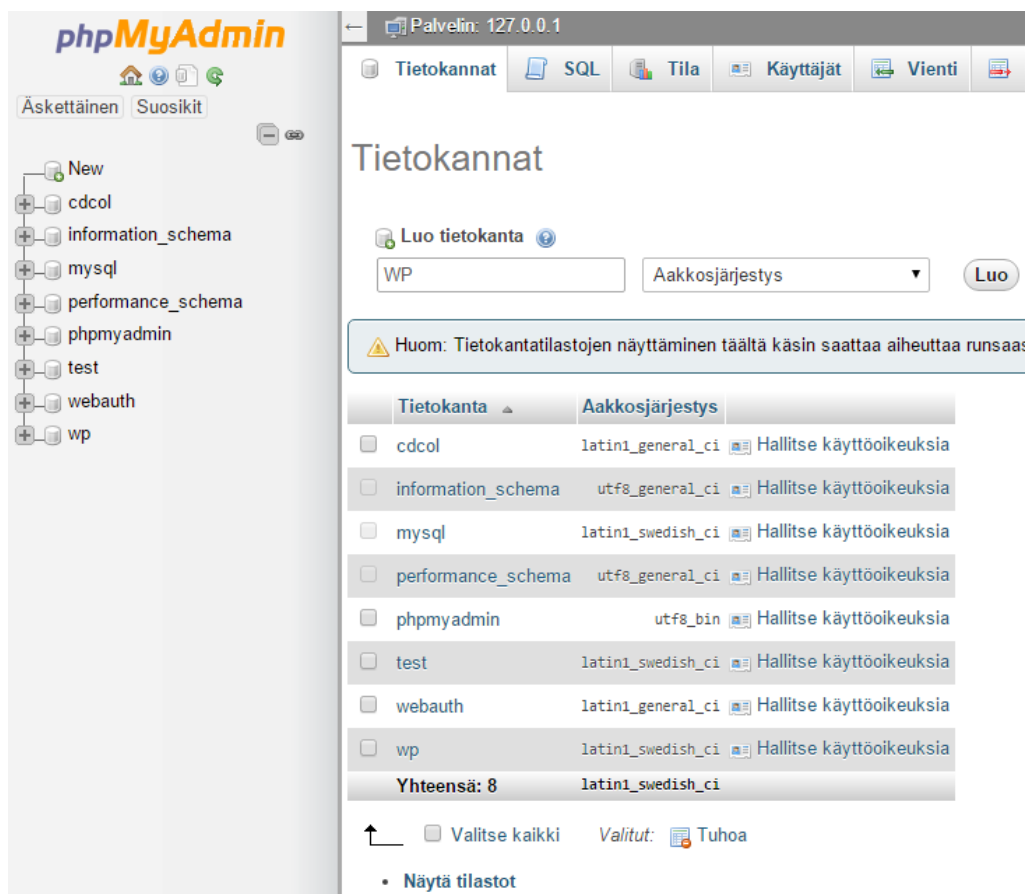 phpMyAdmin
Äskettäinen Suosikit
New
cdcol
information_schema
mysql
performance_schema
phpmyadmin
test
webauth
wp
← Palvelin: 127.0.0.1
Tietokannat SQL Tila Käyttäjät Vienti
Tietokannat
Luo tietokanta
WP Aakkosjärjestys Luo
Huom: Tietokantatilastojen näyttäminen täältä käsin saattaa aiheuttaa runsaas
Tietokanta Aakkosjärjestys
cdcol latin1_general_ci Hallitse käyttöoikeuksia
information_schema utf8_general_ci Hallitse käyttöoikeuksia
mysql latin1_swedish_ci Hallitse käyttöoikeuksia
performance_schema utf8_general_ci Hallitse käyttöoikeuksia
phpmyadmin utf8_bin Hallitse käyttöoikeuksia
test latin1_swedish_ci Hallitse käyttöoikeuksia
webauth latin1_general_ci Hallitse käyttöoikeuksia
wp latin1_swedish_ci Hallitse käyttöoikeuksia
Yhteensä: 8 latin1_swedish_ci
Valitse kaikki Valitut: Tuhoa
• Näytä tilastot